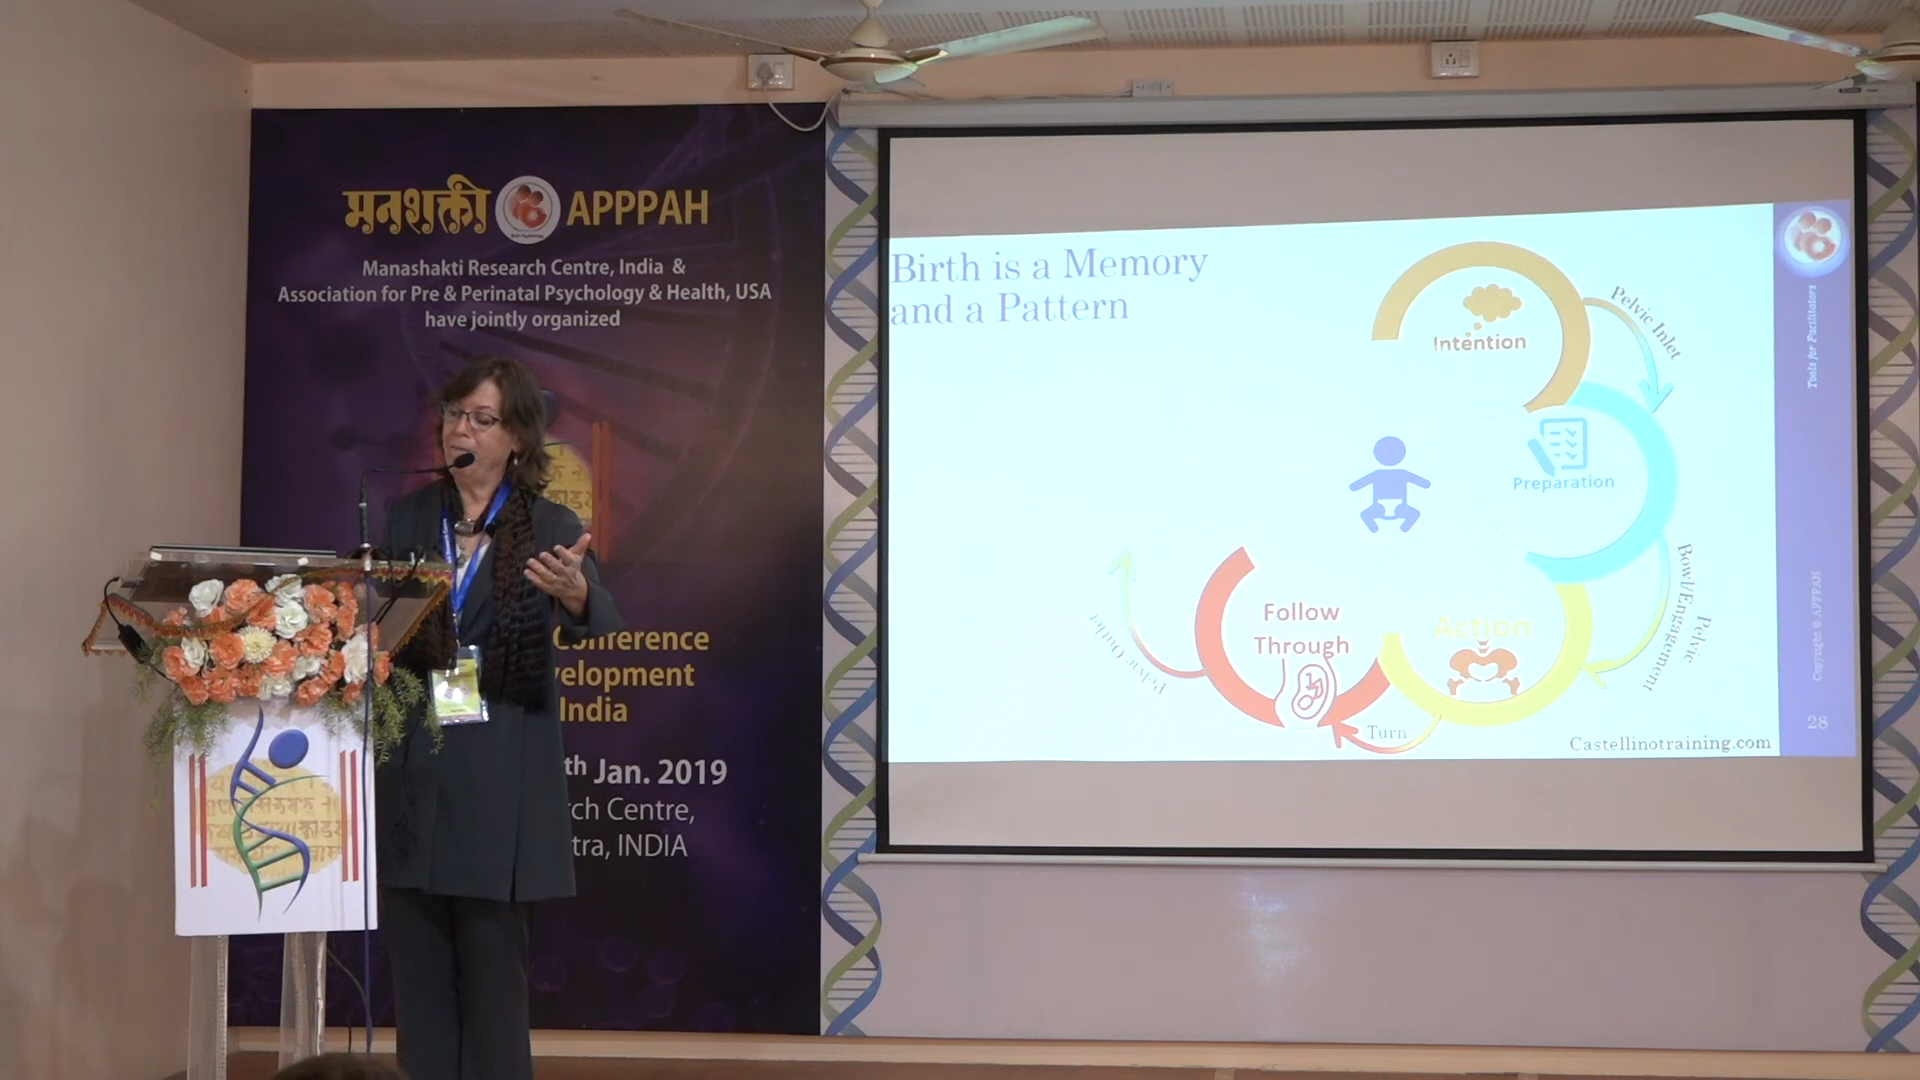 मनशक्ती
APPPAH
Manashakti Research Centre, India &
Association for Pre & Perinatal Psychology & Health, USA
have jointly organized
Conference
velopment
India
th Jan. 2019
rch Centre,
tra, INDIA
Birth is a Memory
and a Pattern
Intention
Pelvic Inlet
Preparation
Pelvic
Bowl/Engagement
Action
Turn
Follow
Through
Pelvic Outlet
Castellinotraining.com
Tools for Facilitators
Copyright © APPPAH
28